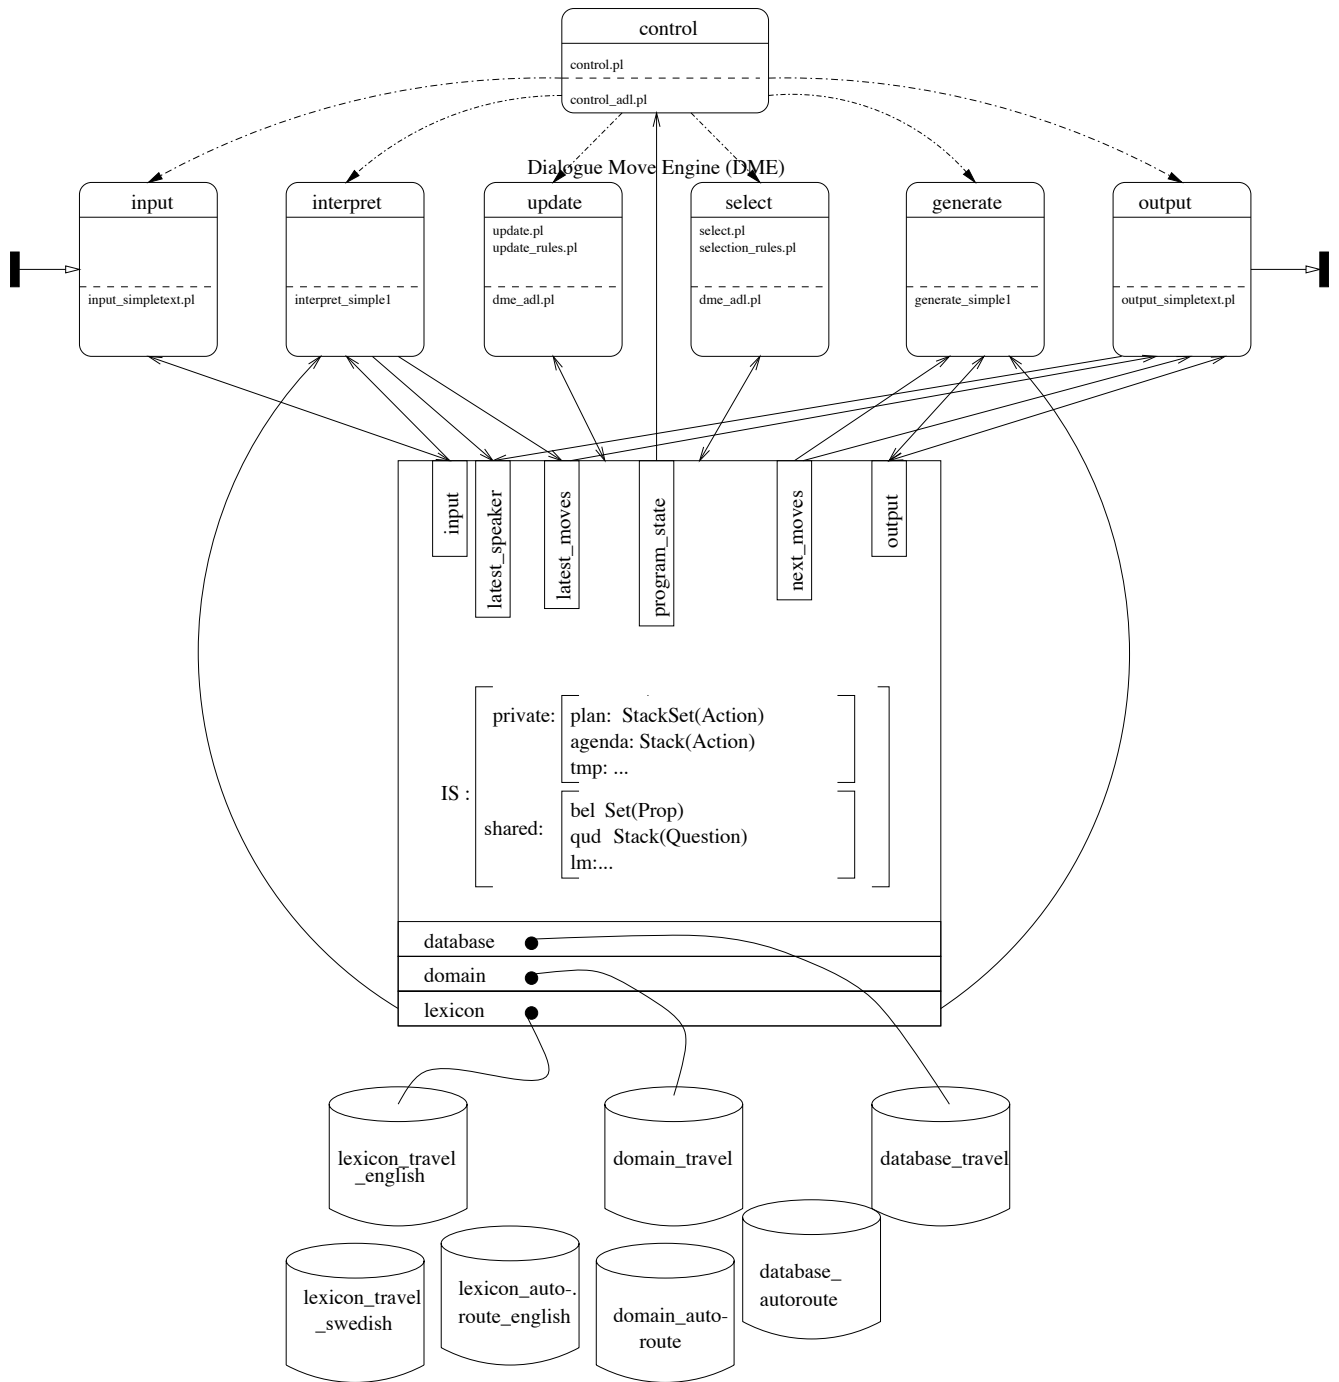 control
control.pl
control_adl.pl
Dialogue Move Engine (DME)
input
interpret
update
select
generate
output
update.pl
update_rules.pl
select.pl
selection_rules.pl
input_simpletext.pl
interpret_simple1
dme_adl.pl
dme_adl.pl
generate_simple1
output_simpletext.pl
input
latest_speaker
latest_moves
program_state
next_moves
output
IS :
private:
plan: StackSet(Action)
agenda: Stack(Action)
tmp: ...
shared:
bel Set(Prop)
qud Stack(Question)
lm:...
database
domain
lexicon
lexicon_travel
_english
domain_travel
database_travel
lexicon_travel
_swedish
lexicon_auto-.
route_english
domain_auto-
route
database_
autoroute